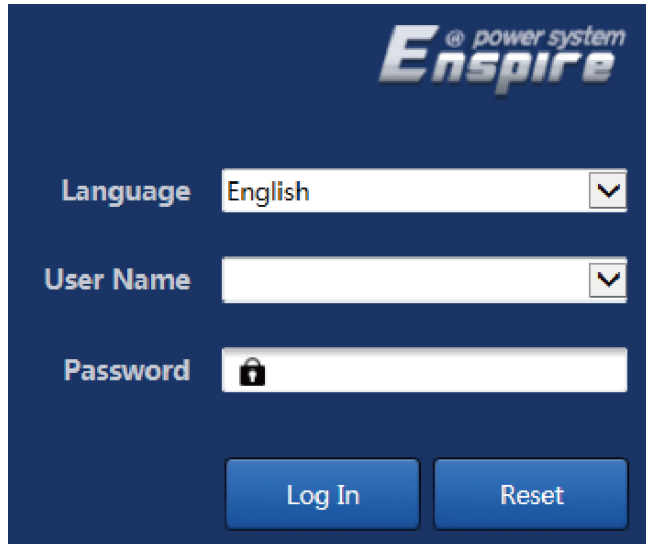 @ power system
Enspire
Language English
User Name
Password
Log In Reset